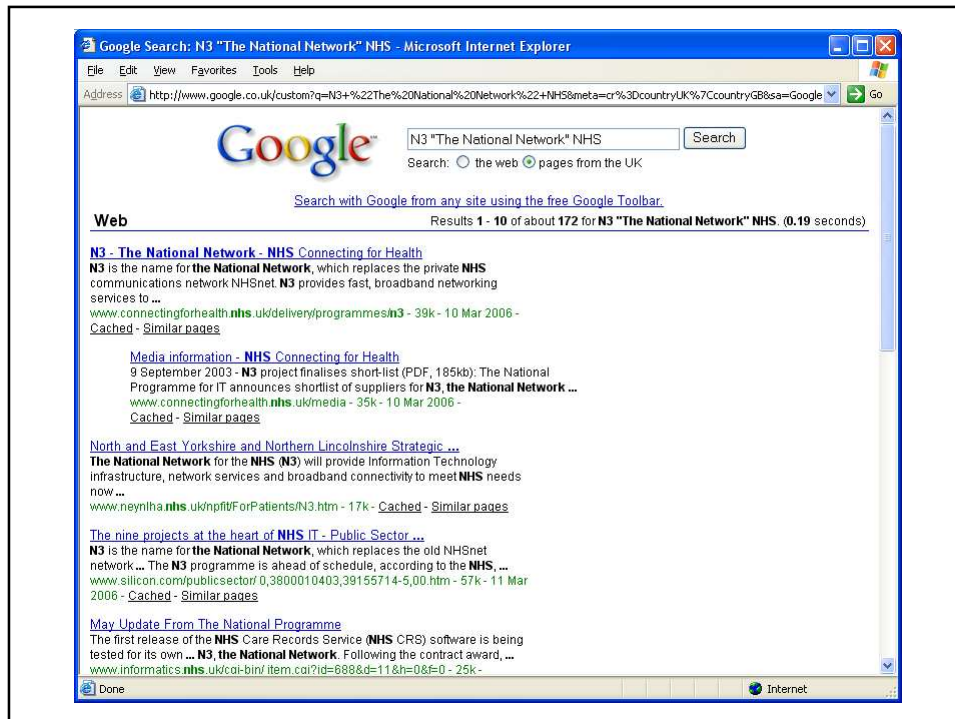 Google Search: N3 "The National Network" NHS - Microsoft Internet Explorer
File Edit View Favorites Tools Help
Address http://www.google.co.uk/custom?q=N3+%22The%20National%20Network%22+NHS&meta=cr%3DcountryUK%7CcountryGB&sa=Google Go
Google™ N3 "The National Network" NHS Search
Search: the web pages from the UK
Search with Google from any site using the free Google Toolbar.
Web Results 1 - 10 of about 172 for N3 "The National Network" NHS. (0.19 seconds)
N3 - The National Network - NHS Connecting for Health
N3 is the name for the National Network, which replaces the private NHS
communications network NHSnet. N3 provides fast, broadband networking
services to ...
www.connectingforhealth.nhs.uk/delivery/programmes/n3 - 39k - 10 Mar 2006 -
Cached - Similar pages
Media information - NHS Connecting for Health
9 September 2003 - N3 project finalises short-list (PDF, 185kb): The National
Programme for IT announces shortlist of suppliers for N3, the National Network ...
www.connectingforhealth.nhs.uk/media - 35k - 10 Mar 2006 -
Cached - Similar pages
North and East Yorkshire and Northern Lincolnshire Strategic ...
The National Network for the NHS (N3) will provide Information Technology
infrastructure, network services and broadband connectivity to meet NHS needs
now ...
www.neynlha.nhs.uk/npfit/ForPatients/N3.htm - 17k - Cached - Similar pages
The nine projects at the heart of NHS IT - Public Sector ...
N3 is the name for the National Network, which replaces the old NHSnet
network ... The N3 programme is ahead of schedule, according to the NHS, ...
www.silicon.com/publicsector/ 0,3800010403,39155714-5,00.htm - 57k - 11 Mar
2006 - Cached - Similar pages
May Update From The National Programme
The first release of the NHS Care Records Service (NHS CRS) software is being
tested for its own ... N3, the National Network. Following the contract award, ...
www.informatics.nhs.uk/cgi-bin/ item.cgi?id=688&d=11&h=0&f=0 - 25k -
Done Internet